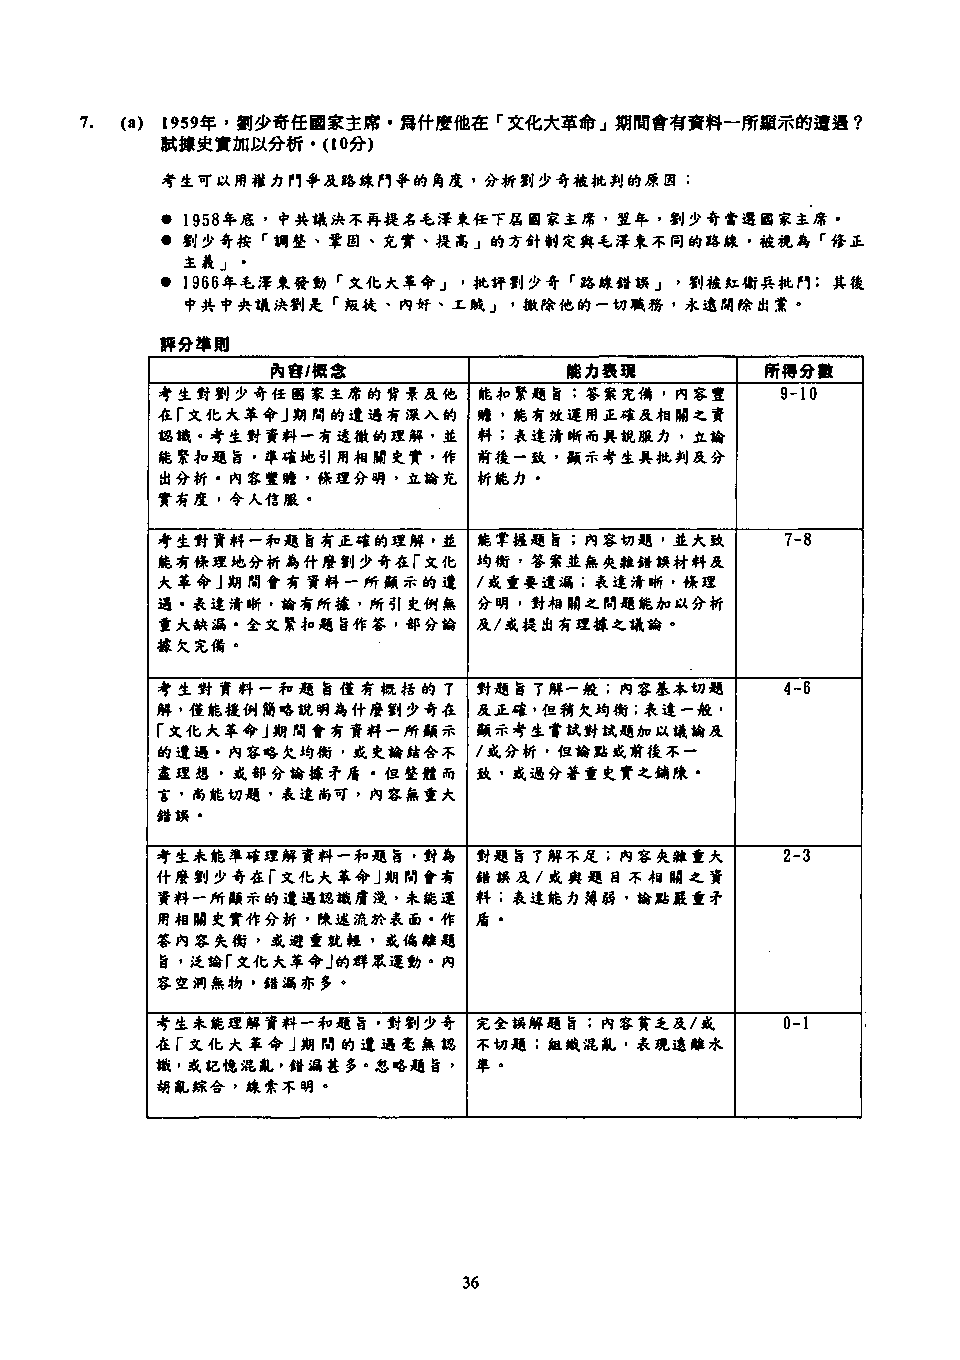 7. (a) 1959年，劉少奇任國家主席。爲什麼他在「文化大革命」期間會有資料一所顯示的遭遇？
試據史實加以分析。(10分)
考生可以用權力鬥爭及路線鬥爭的角度，分析劉少奇被批判的原因：
● 1958年底，中共議決不再提名毛澤東任下屆國家主席，翌年，劉少奇當選國家主席。
● 劉少奇按「調整、鞏固、充實、提高」的方針制定與毛澤東不同的路線，被視為「修正
主義」。
● 1966年毛澤東發動「文化大革命」，批評劉少奇「路線錯誤」，劉被紅衛兵批鬥；其後
中共中央議決劉是「叛徒、內奸、工賊」，撤除他的一切職務，永遠開除出黨。
評分準則
內容/概念 能力表現 所得分數
考生對劉少奇任國家主席的背景及他
在「文化大革命」期間的遭遇有深入的
認識。考生對資料一有透徹的理解，並
能緊扣題旨，準確地引用相關史實，作
出分析。內容豐贍，條理分明，立論充
實有度，令人信服。
能扣緊題旨；答案完備，內容豐
贍，能有效運用正確及相關之資
料；表達清晰而具說服力，立論
前後一致，顯示考生具批判及分
析能力。
9-10
考生對資料一和題旨有正確的理解，並
能有條理地分析為什麼劉少奇在「文化
大革命」期間會有資料一所顯示的遭
遇。表達清晰，論有所據，所引史例無
重大缺漏。全文緊扣題旨作答，部分論
據欠完備。
能掌握題旨；內容切題，並大致
均衡，答案並無夾雜錯誤材料及
/或重要遺漏；表達清晰，條理
分明，對相關之問題能加以分析
及/或提出有理據之議論。
7-8
考生對資料一和題旨僅有概括的了
解，僅能援例簡略說明為什麼劉少奇在
「文化大革命」期間會有資料一所顯示
的遭遇。內容略欠均衡，或史論結合不
盡理想，或部分論據矛盾。但整體而
言，尚能切題，表達尚可，內容無重大
錯誤。
對題旨了解一般；內容基本切題
及正確，但稍欠均衡；表達一般，
顯示考生嘗試對試題加以議論及
/或分析，但論點或前後不一
致，或過分著重史實之鋪陳。
4-6
考生未能準確理解資料一和題旨，對為
什麼劉少奇在「文化大革命」期間會有
資料一所顯示的遭遇認識膚淺，未能運
用相關史實作分析，陳述流於表面。作
答內容失衡，或避重就輕，或偏離題
旨，泛論「文化大革命」的群眾運動。內
容空洞無物，錯漏亦多。
對題旨了解不足；內容夾雜重大
錯誤及/或與題目不相關之資
料；表達能力薄弱，論點嚴重矛
盾。
2-3
考生未能理解資料一和題旨，對劉少奇
在「文化大革命」期間的遭遇毫無認
識，或記憶混亂，錯漏甚多。忽略題旨，
胡亂綜合，線索不明。
完全誤解題旨；內容貧乏及/或
不切題；組織混亂，表現遠離水
準。
0-1
36